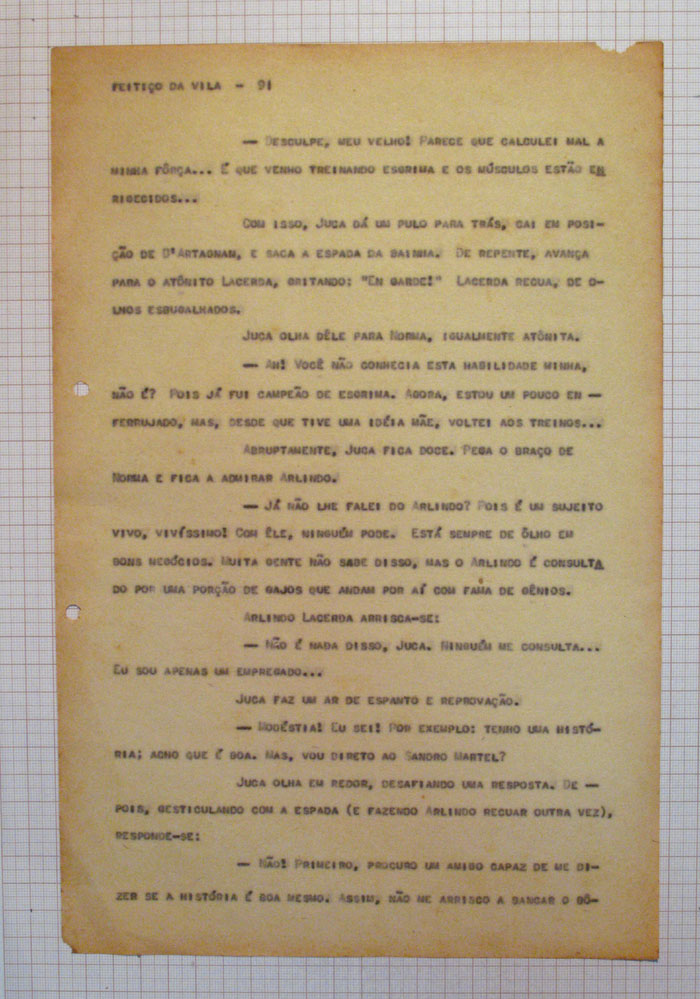 FEITIÇO DA VILA - 91
— DESCULPE, MEU VELHO! PARECE QUE CALCULEI MAL A
MINHA FÔRÇA... É QUE VENHO TREINANDO ESGRIMA E OS MÚSCULOS ESTÃO EN
RIGECIDOS...
COM ISSO, JUCA DÁ UM PULO PARA TRÁS, CAI EM POSI-
ÇÃO DE D'ARTAGNAM, E SACA A ESPADA DA BAINHA. DE REPENTE, AVANÇA
PARA O ATÔNITO LACERDA, GRITANDO: "EN GARDE!" LACERDA RECUA, DE O-
LHOS ESBUGALHADOS.
JUCA OLHA DÊLE PARA NORMA, IGUALMENTE ATÔNITA.
— AH! VOCÊ NÃO CONHECIA ESTA HABILIDADE MINHA,
NÃO É? POIS JÁ FUI CAMPEÃO DE ESGRIMA. AGORA, ESTOU UM POUCO EN —
FERRUJADO, MAS, DESDE QUE TIVE UMA IDÉIA MÃE, VOLTEI AOS TREINOS...
ABRUPTAMENTE, JUCA FICA DOCE. PEGA O BRAÇO DE
NORMA E FICA A ADMIRAR ARLINDO.
— JÁ NÃO LHE FALEI DO ARLINDO? POIS É UM SUJEITO
VIVO, VIVÍSSIMO! COM ÊLE, NINGUÉM PODE. ESTÁ SEMPRE DE ÔLHO EM
BONS NEGÓCIOS. MUITA GENTE NÃO SABE DISSO, MAS O ARLINDO É CONSULTA
DO POR UMA PORÇÃO DE GAJOS QUE ANDAM POR AÍ COM FAMA DE GÊNIOS.
ARLINDO LACERDA ARRISCA-SE:
— NÃO É NADA DISSO, JUCA. NINGUÉM ME CONSULTA...
EU SOU APENAS UM EMPREGADO...
JUCA FAZ UM AR DE ESPANTO E REPROVAÇÃO.
— MODÉSTIA! EU SEI! POR EXEMPLO: TENHO UMA HISTÓ-
RIA; ACHO QUE É BOA. MAS, VOU DIRETO AO SANDRO MARTEL?
JUCA OLHA EM REDOR, DESAFIANDO UMA RESPOSTA. DE —
POIS, GESTICULANDO COM A ESPADA (E FAZENDO ARLINDO RECUAR OUTRA VEZ),
RESPONDE-SE:
— NÃO! PRIMEIRO, PROCURO UM AMIGO CAPAZ DE ME DI-
ZER SE A HISTÓRIA É BOA MESMO. ASSIM, NÃO ME ARRISCO A BANCAR O BÔ-